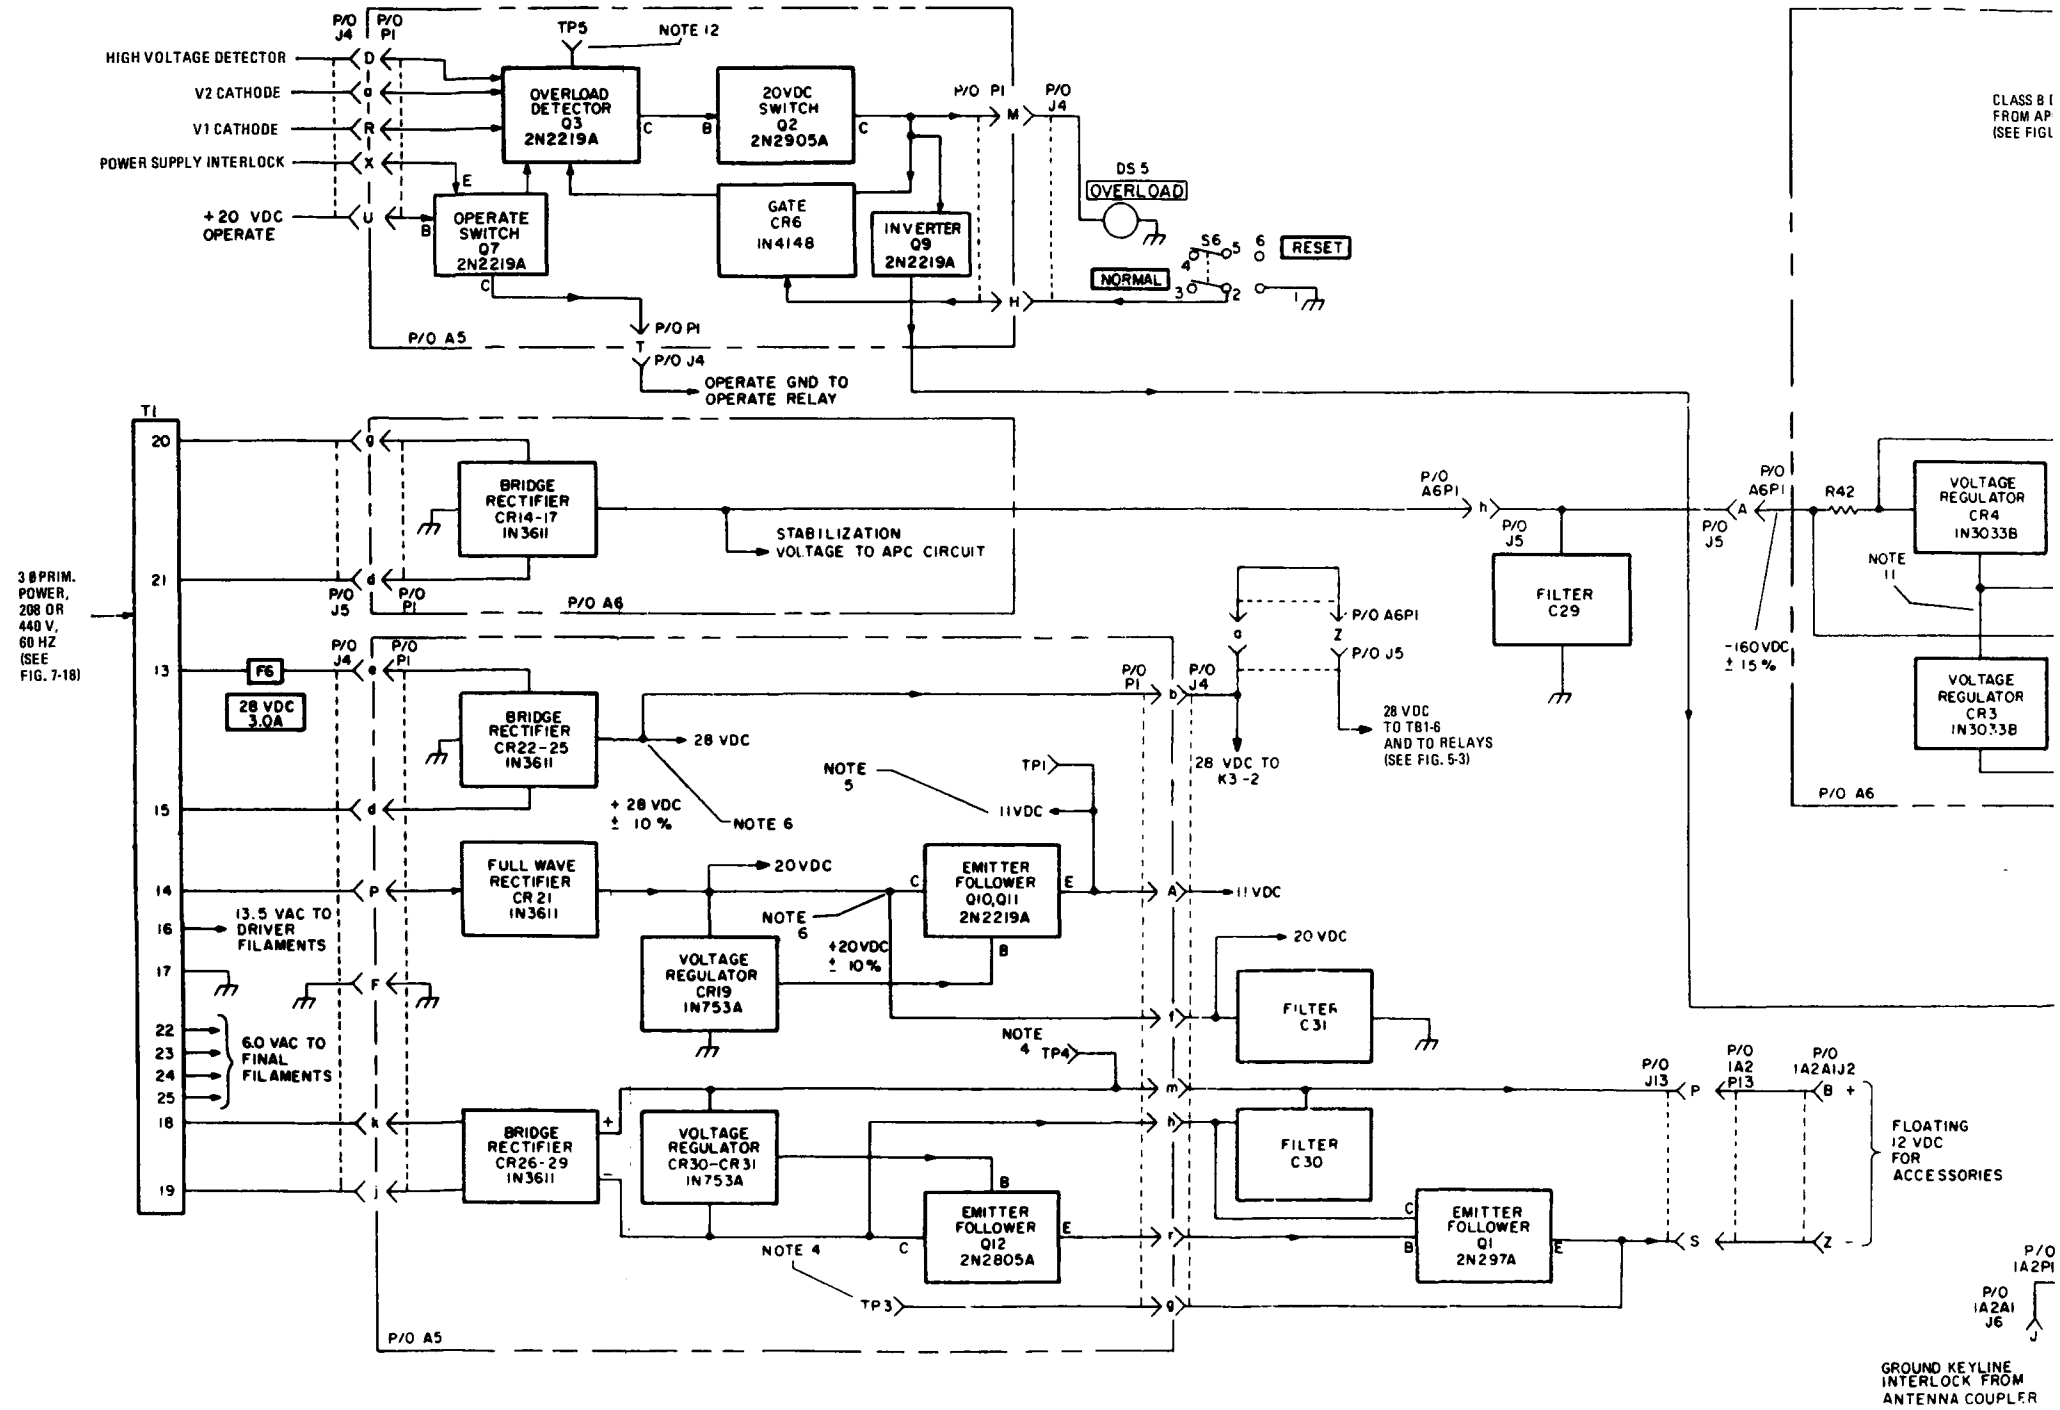 P/O P/O
J4 P1
HIGH VOLTAGE DETECTOR
D
V2 CATHODE
a
V1 CATHODE
R
POWER SUPPLY INTERLOCK
X
+20 VDC
OPERATE
U
TP5
NOTE 12
OVERLOAD
DETECTOR
Q3
2N2219A
C
B
20VDC
SWITCH
Q2
2N2905A
C
P/O P1
M
P/O
J4
E
B
OPERATE
SWITCH
Q7
2N2219A
C
GATE
CR6
1N4148
INVERTER
Q9
2N2219A
DS 5
OVERLOAD
H
NORMAL
S6
4
5
6
RESET
3
2
1
P/O A5
P/O P1
T
P/O J4
OPERATE GND TO
OPERATE RELAY
CLASS B
FROM AP
(SEE FIGU
T1
20
g
BRIDGE
RECTIFIER
CR14-17
1N3611
STABILIZATION
VOLTAGE TO APC CIRCUIT
21
d
P/O
J5
P/O
P1
P/O A6
P/O
A6P1
h
P/O
J5
FILTER
C29
P/O
J5
A
P/O
A6P1
R42
VOLTAGE
REGULATOR
CR4
1N3033B
NOTE
11
-160 VDC
± 15 %
VOLTAGE
REGULATOR
CR3
1N3033B
P/O A6
3 Ø PRIM.
POWER,
208 OR
440 V,
60 HZ
(SEE
FIG. 7-18)
13
F6
28 VDC
3.0A
P/O
J4
P/O
P1
e
BRIDGE
RECTIFIER
CR22-25
1N3611
28 VDC
15
d
+ 28 VDC
± 10 %
NOTE 6
P/O
P1
b
P/O
J4
a
Z
P/O A6P1
P/O J5
28 VDC TO
K3-2
28 VDC
TO TB1-6
AND TO RELAYS
(SEE FIG. 5-3)
NOTE
5
TP1
11VDC
14
P
FULL WAVE
RECTIFIER
CR21
1N3611
20VDC
NOTE
6
+20VDC
± 10%
C
EMITTER
FOLLOWER
Q10,Q11
2N2219A
E
B
A
11 VDC
16
13.5 VAC TO
DRIVER
FILAMENTS
17
F
VOLTAGE
REGULATOR
CR19
1N753A
20 VDC
f
FILTER
C31
22
23
24
25
6.0 VAC TO
FINAL
FILAMENTS
NOTE
4
TP4
m
18
k
BRIDGE
RECTIFIER
CR26-29
1N3611
+
-
VOLTAGE
REGULATOR
CR30-CR31
1N753A
h
FILTER
C30
19
j
B
C
EMITTER
FOLLOWER
Q12
2N2805A
E
r
C
B
EMITTER
FOLLOWER
Q1
2N297A
E
NOTE 4
TP3
g
P/O A5
P/O
J13
P
P/O
1A2
P13
P/O
1A2A1J2
B +
S
Z -
FLOATING
12 VDC
FOR
ACCESSORIES
P/O
1A2P1
P/O
1A2A1
J6
J
GROUND KEYLINE
INTERLOCK FROM
ANTENNA COUPLER